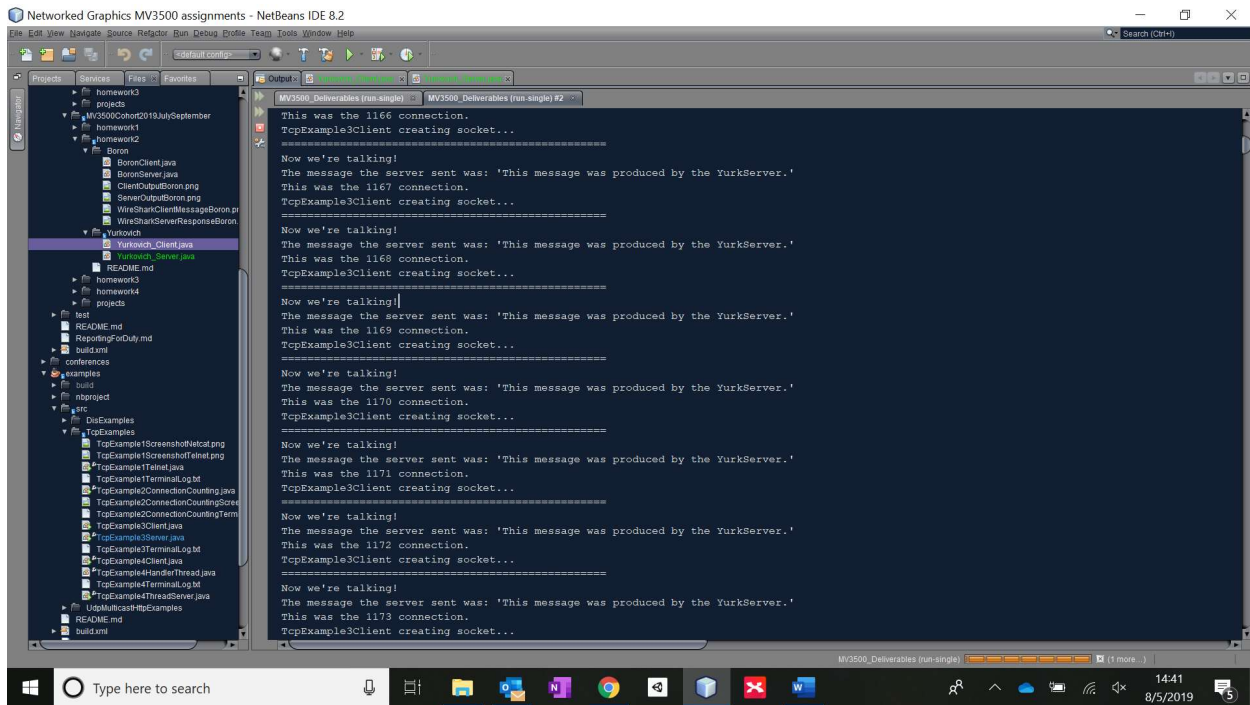 Networked Graphics MV3500 assignments - NetBeans IDE 8.2
File Edit View Navigate Source Refactor Run Debug Profile Team Tools Window Help
Search (Ctrl+I)
<default config>
Projects Services Files Favorites
Output
Navigator
MV3500_Deliverables (run-single) MV3500_Deliverables (run-single) #2
homework3
projects
MV3500Cohort2019JulySeptember
homework1
homework2
Boron
BoronClient.java
BoronServer.java
ClientOutputBoron.png
ServerOutputBoron.png
WireSharkClientMessageBoron.pr
WireSharkServerResponseBoron.
Yurkovich
Yurkovich_Client.java
Yurkovich_Server.java
README.md
homework3
homework4
projects
test
README.md
ReportingForDuty.md
build.xml
conferences
examples
build
nbproject
src
DisExamples
TcpExamples
TcpExample1ScreenshotNetcat.png
TcpExample1ScreenshotTelnet.png
TcpExample1Telnet.java
TcpExample1TerminalLog.txt
TcpExample2ConnectionCounting.java
TcpExample2ConnectionCountingScree
TcpExample2ConnectionCountingTermi
TcpExample3Client.java
TcpExample3Server.java
TcpExample3TerminalLog.txt
TcpExample4Client.java
TcpExample4HandlerThread.java
TcpExample4TerminalLog.txt
TcpExample4ThreadServer.java
UdpMulticastHttpExamples
README.md
build.xml
This was the 1166 connection.
TcpExample3Client creating socket...
==================================================
Now we're talking!
The message the server sent was: 'This message was produced by the YurkServer.'
This was the 1167 connection.
TcpExample3Client creating socket...
==================================================
Now we're talking!
The message the server sent was: 'This message was produced by the YurkServer.'
This was the 1168 connection.
TcpExample3Client creating socket...
==================================================
Now we're talking!
The message the server sent was: 'This message was produced by the YurkServer.'
This was the 1169 connection.
TcpExample3Client creating socket...
==================================================
Now we're talking!
The message the server sent was: 'This message was produced by the YurkServer.'
This was the 1170 connection.
TcpExample3Client creating socket...
==================================================
Now we're talking!
The message the server sent was: 'This message was produced by the YurkServer.'
This was the 1171 connection.
TcpExample3Client creating socket...
==================================================
Now we're talking!
The message the server sent was: 'This message was produced by the YurkServer.'
This was the 1172 connection.
TcpExample3Client creating socket...
==================================================
Now we're talking!
The message the server sent was: 'This message was produced by the YurkServer.'
This was the 1173 connection.
TcpExample3Client creating socket...
MV3500_Deliverables (run-single)
(1 more...)
Type here to search
14:41
8/5/2019
5